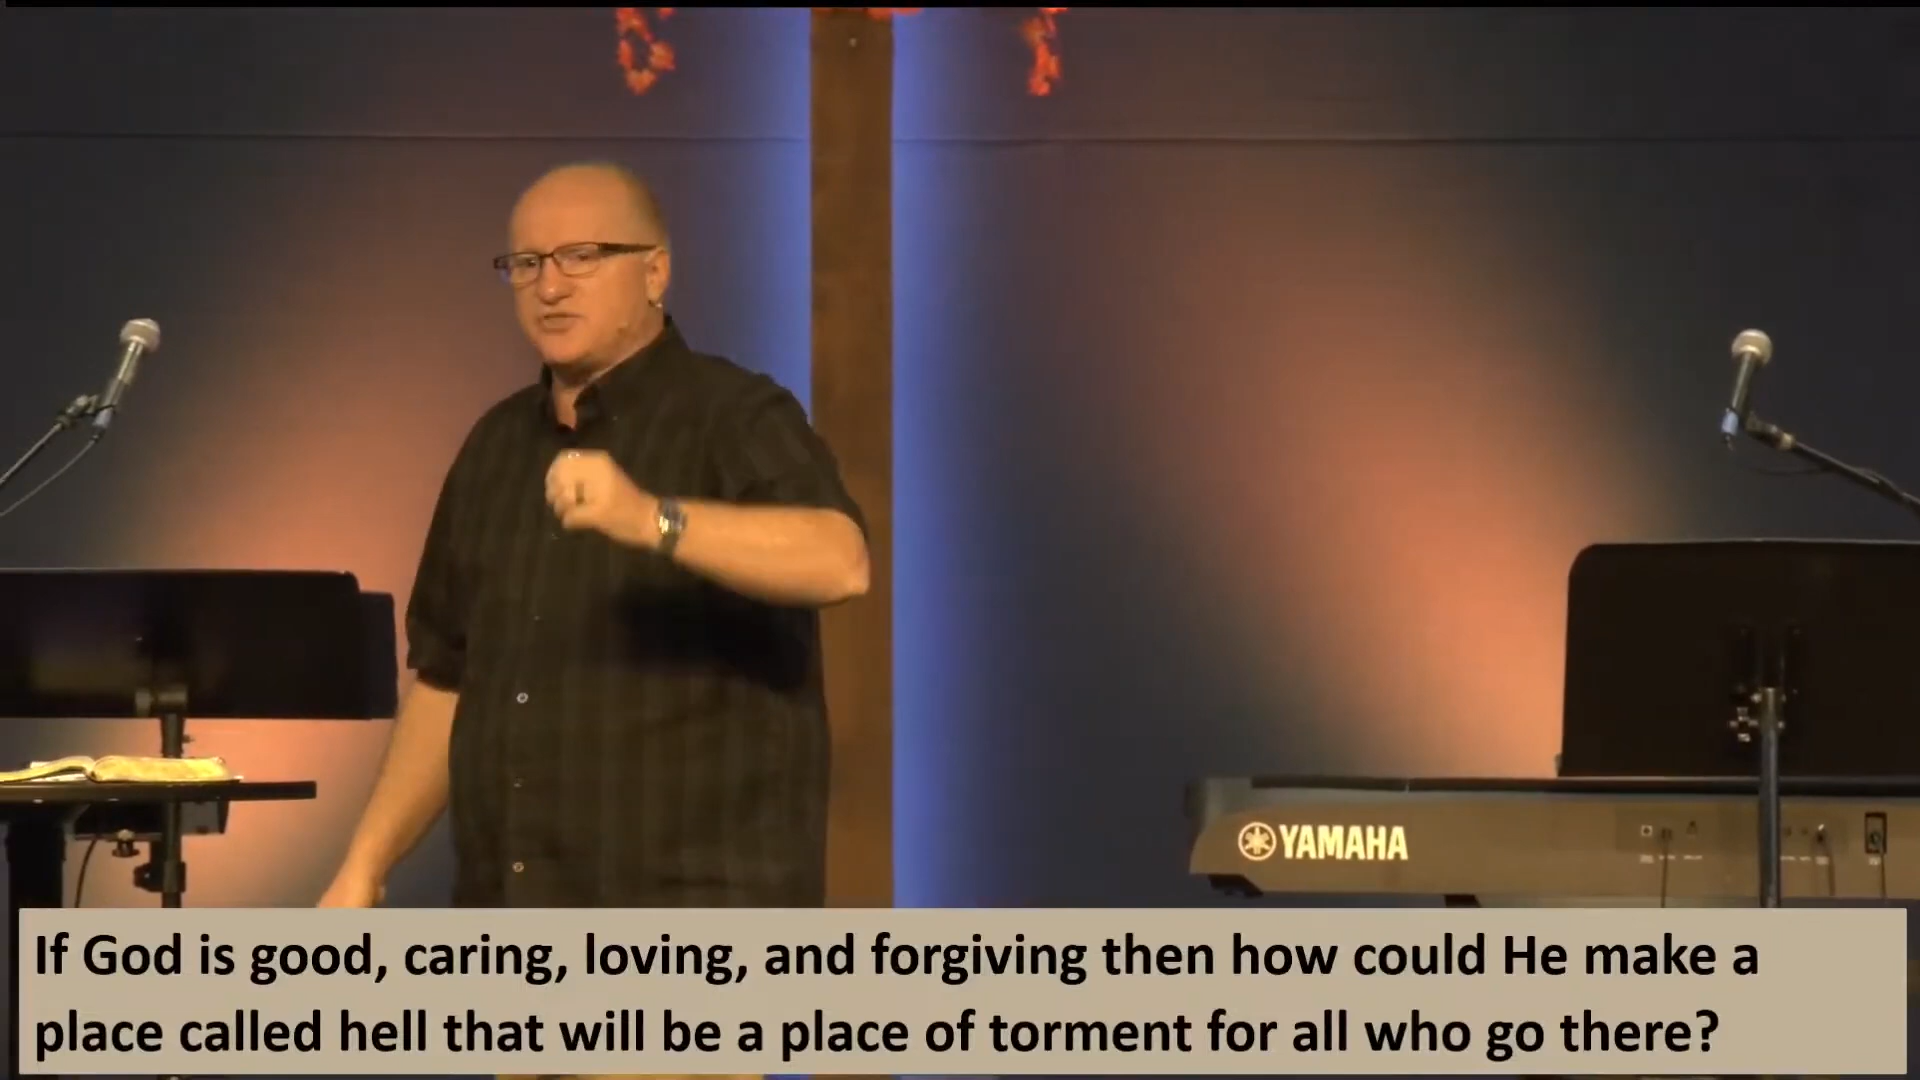 YAMAHA
If God is good, caring, loving, and forgiving then how could He make a
place called hell that will be a place of torment for all who go there?